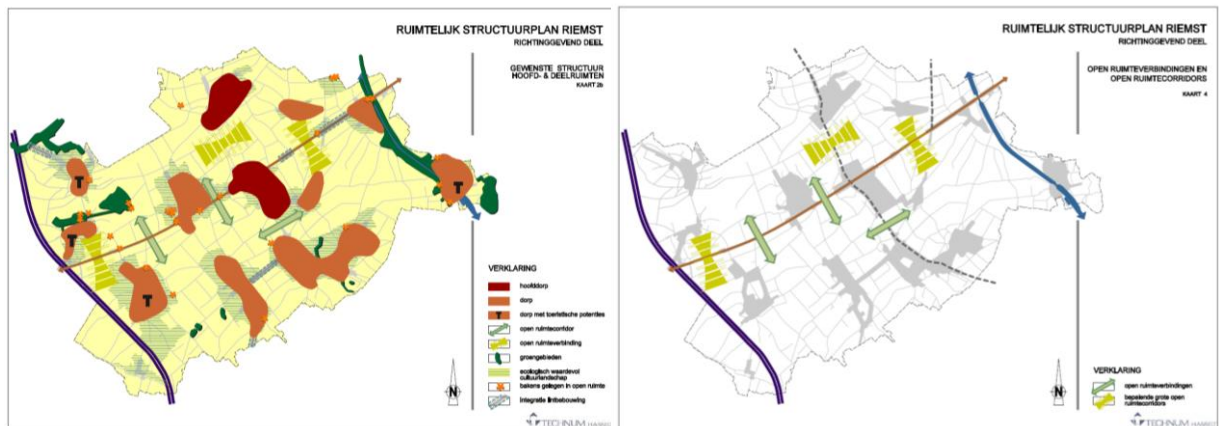 RUIMTELIJK STRUCTUURPLAN RIEMST
RICHTINGGEVEND DEEL
GEWENSTE STRUCTUUR
HOOFD- & DEELRUIMTEN
KAART 2b
T
T
T
T
VERKLARING
hoofddorp
dorp
T dorp met toeristische potenties
open ruimtecorridor
open ruimteverbinding
groengebieden
ecologisch waardevol
cultuurlandschap
bakens gelegen in open ruimte
integratie lintbebouwing
N
TECHNUM
RUIMTELIJK STRUCTUURPLAN RIEMST
RICHTINGGEVEND DEEL
OPEN RUIMTEVERBINDINGEN EN
OPEN RUIMTECORRIDORS
KAART 4
VERKLARING
open ruimteverbindingen
bepalende grote open
ruimtecorridors
N
TECHNUM